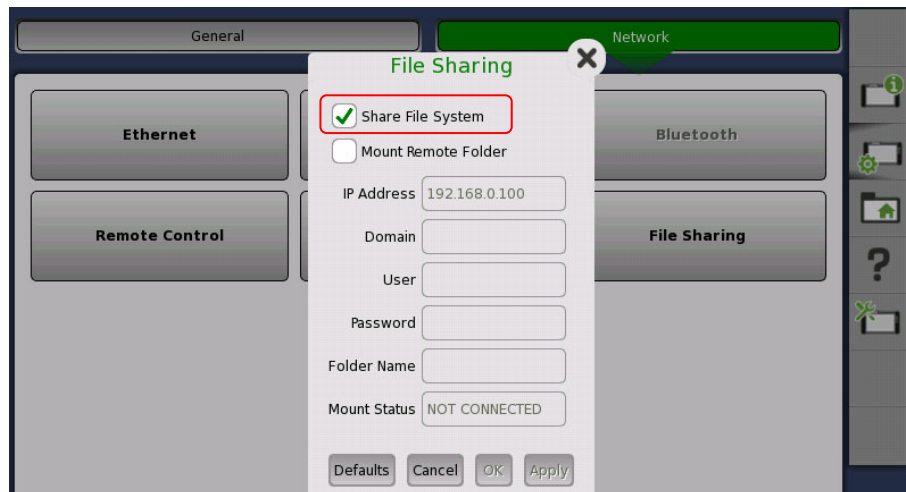 General
Network
File Sharing
Share File System
Mount Remote Folder
IP Address 192.168.0.100
Domain
User
Password
Folder Name
Mount Status NOT CONNECTED
Defaults Cancel OK Apply
Ethernet
Bluetooth
Remote Control
File Sharing
?